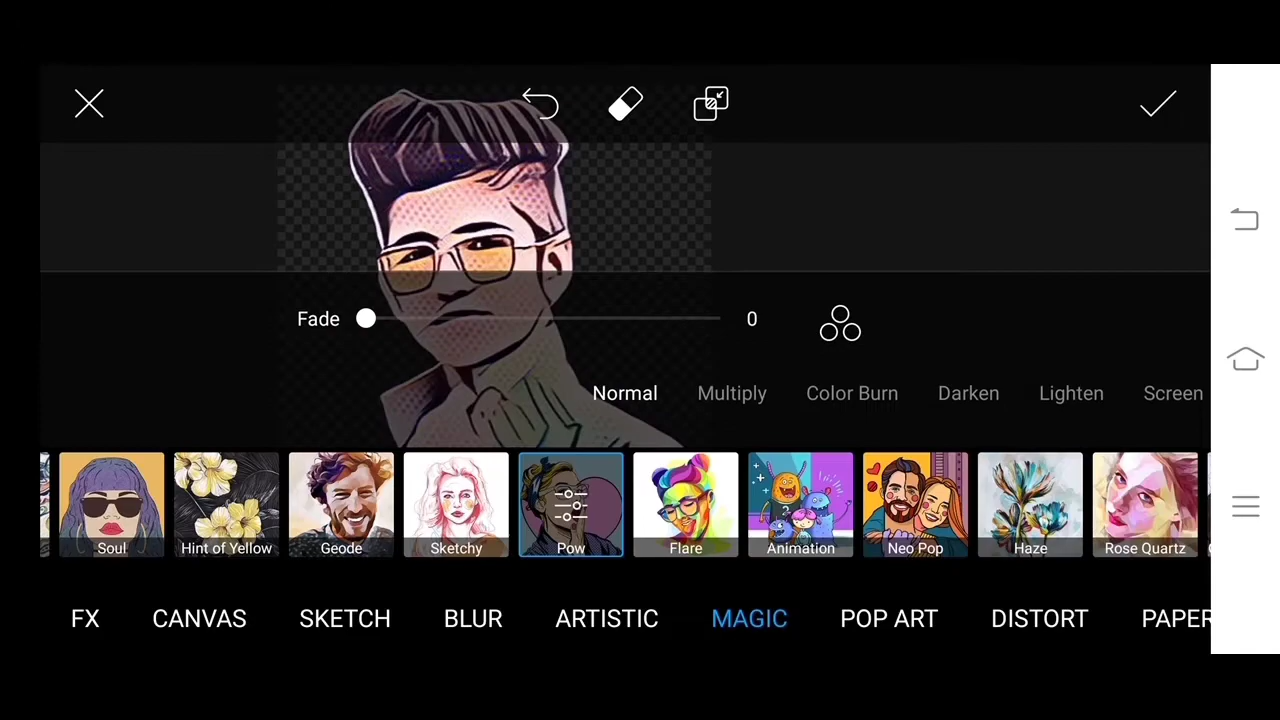 Fade 0
Normal Multiply Color Burn Darken Lighten Screen
Soul Hint of Yellow Geode Sketchy Pow Flare Animation Neo Pop Haze Rose Quartz
FX CANVAS SKETCH BLUR ARTISTIC MAGIC POP ART DISTORT PAPER